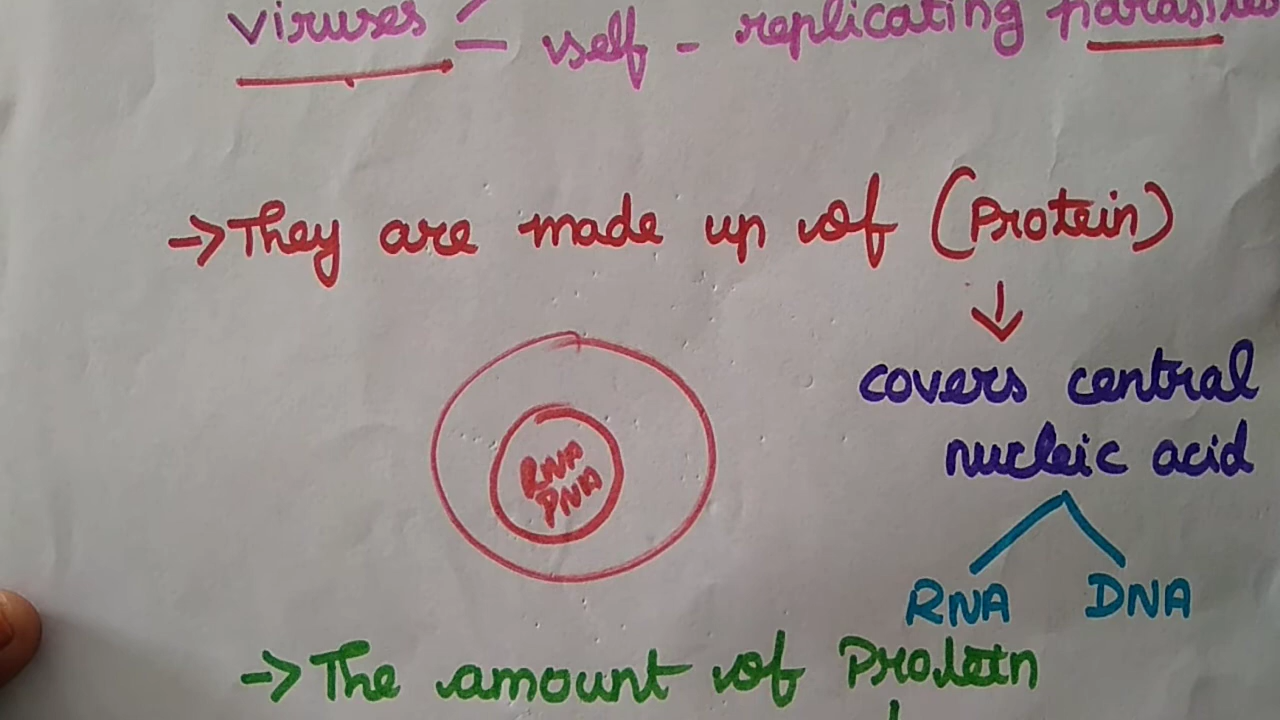 viruses - self - replicating parasites
→ They are made up of (Protein)
↓
covers central
nucleic acid
RNA DNA
RNA
DNA
→ The amount of Protein